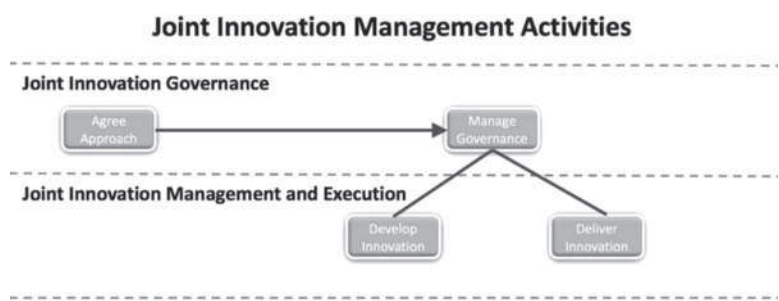 Joint Innovation Management Activities
Joint Innovation Governance
Agree
Approach
Manage
Governance
Joint Innovation Management and Execution
Develop
Innovation
Deliver
Innovation